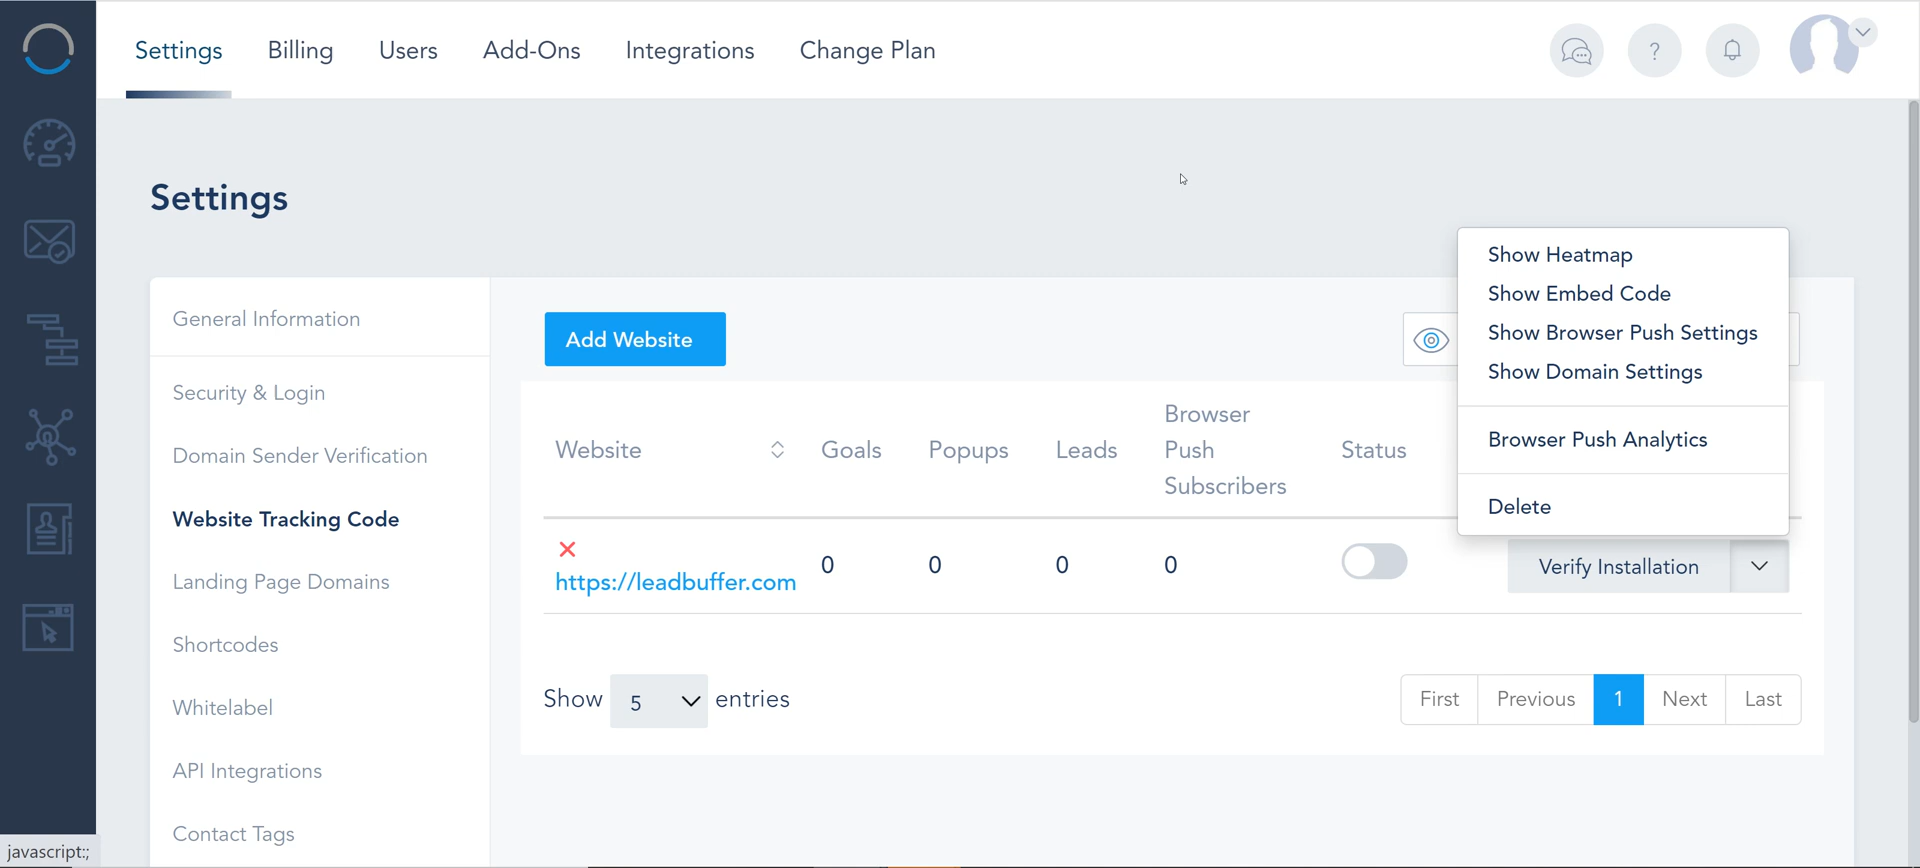 Settings Billing Users Add-Ons Integrations Change Plan
?
Settings
General Information
Security & Login
Domain Sender Verification
Website Tracking Code
Landing Page Domains
Shortcodes
Whitelabel
API Integrations
Contact Tags
Add Website
Show Heatmap
Show Embed Code
Show Browser Push Settings
Show Domain Settings
Browser Push Analytics
Delete
Website Goals Popups Leads Browser Push Subscribers Status
https://leadbuffer.com 0 0 0 0 Verify Installation
Show 5 entries
First Previous 1 Next Last
javascript:;